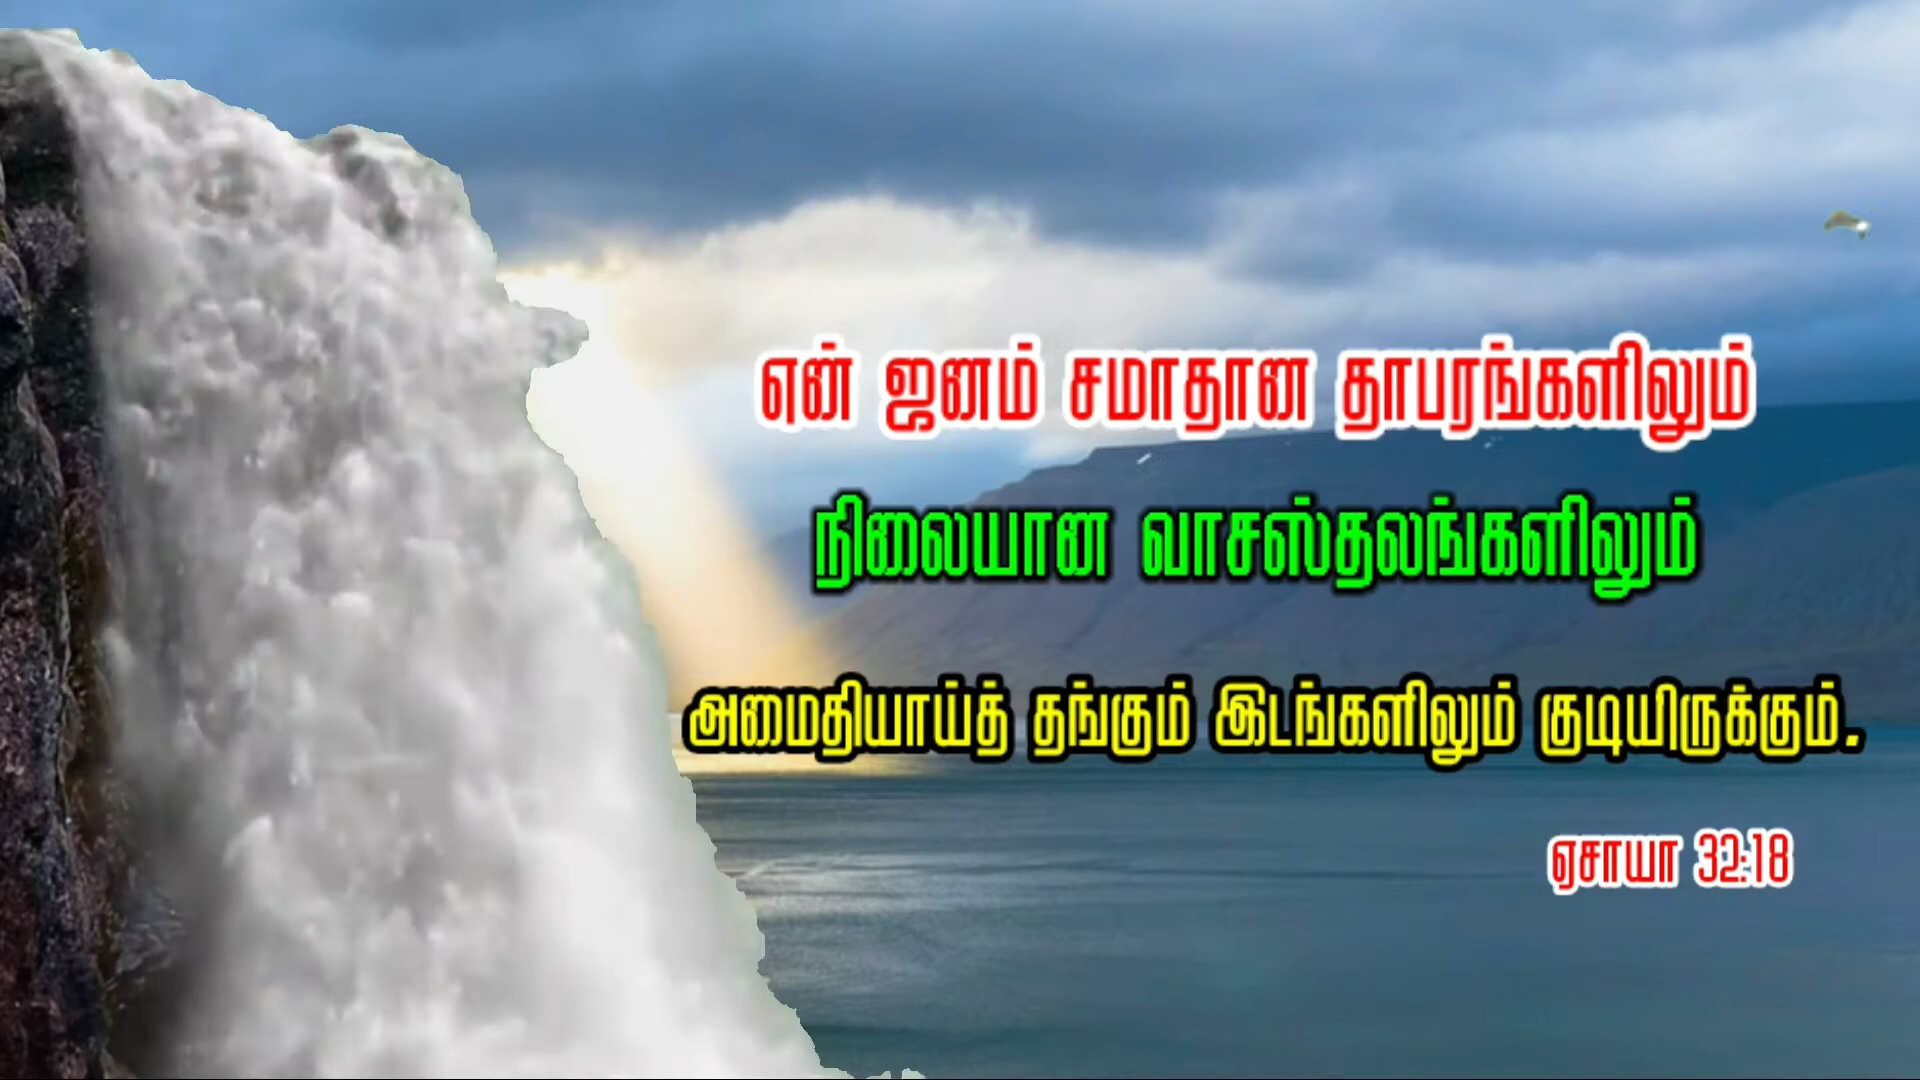 என் ஜனம் சமாதான தாபரங்களிலும்
நிலையான வாசஸ்தலங்களிலும்
அமைதியாய்த் தங்கும் இடங்களிலும் குடியிருக்கும்.
ஏசாயா 32:18